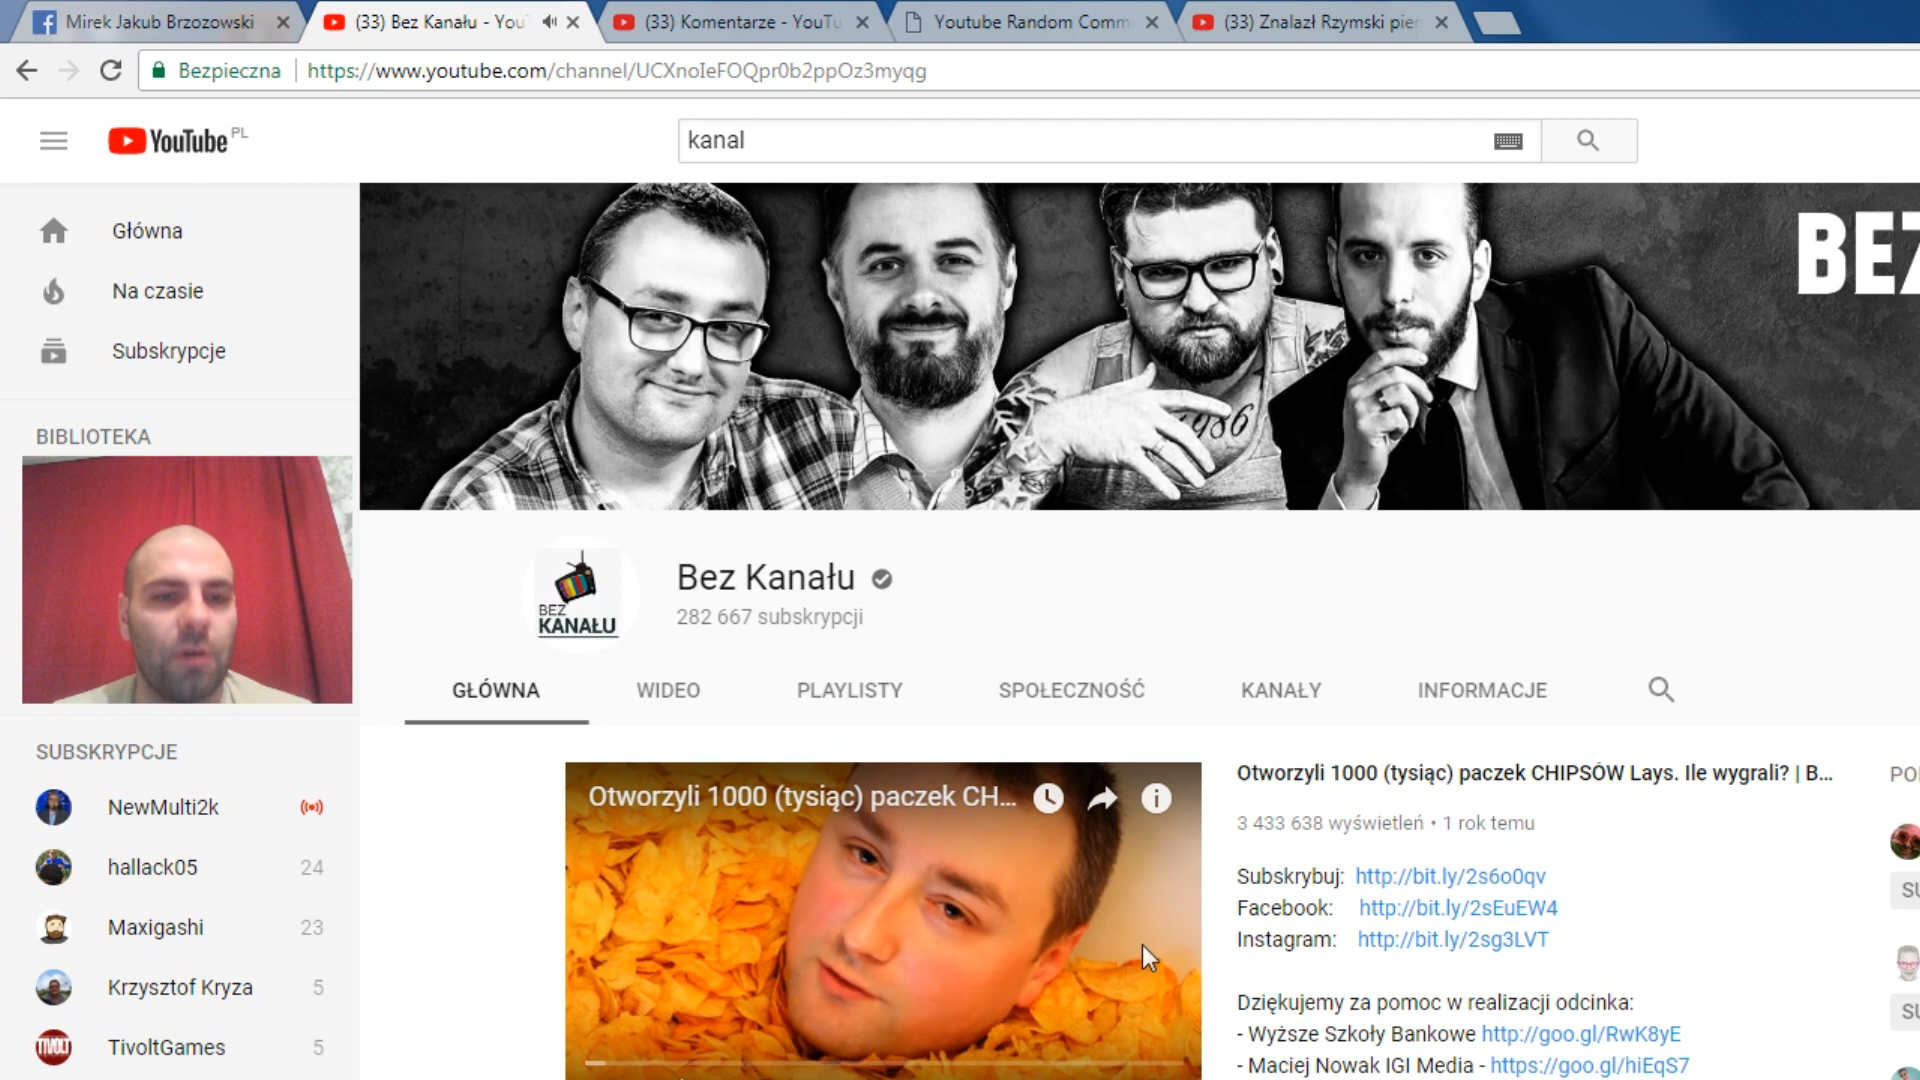 Mirek Jakub Brzozowski
(33) Bez Kanału - You
(33) Komentarze - YouTu
Youtube Random Comm
(33) Znalazł Rzymski pie
Bezpieczna
https://www.youtube.com/channel/UCXnoIeFOQpr0b2ppOz3myqg
YouTube PL
kanal
Główna
Na czasie
Subskrypcje
BIBLIOTEKA
BEZ
1986
BEZ
KANAŁU
Bez Kanału
282 667 subskrypcji
GŁÓWNA
WIDEO
PLAYLISTY
SPOŁECZNOŚĆ
KANAŁY
INFORMACJE
SUBSKRYPCJE
NewMulti2k
hallack05 24
Maxigashi 23
Krzysztof Kryza 5
TIVOLT
TivoltGames 5
Otworzyli 1000 (tysiąc) paczek CH...
Otworzyli 1000 (tysiąc) paczek CHIPSÓW Lays. Ile wygrali? | B...
3 433 638 wyświetleń • 1 rok temu
Subskrybuj: http://bit.ly/2s6o0qv
Facebook: http://bit.ly/2sEuEW4
Instagram: http://bit.ly/2sg3LVT
Dziękujemy za pomoc w realizacji odcinka:
- Wyższe Szkoły Bankowe http://goo.gl/RwK8yE
- Maciej Nowak IGI Media - https://goo.gl/hiEqS7
PO
SU
SU